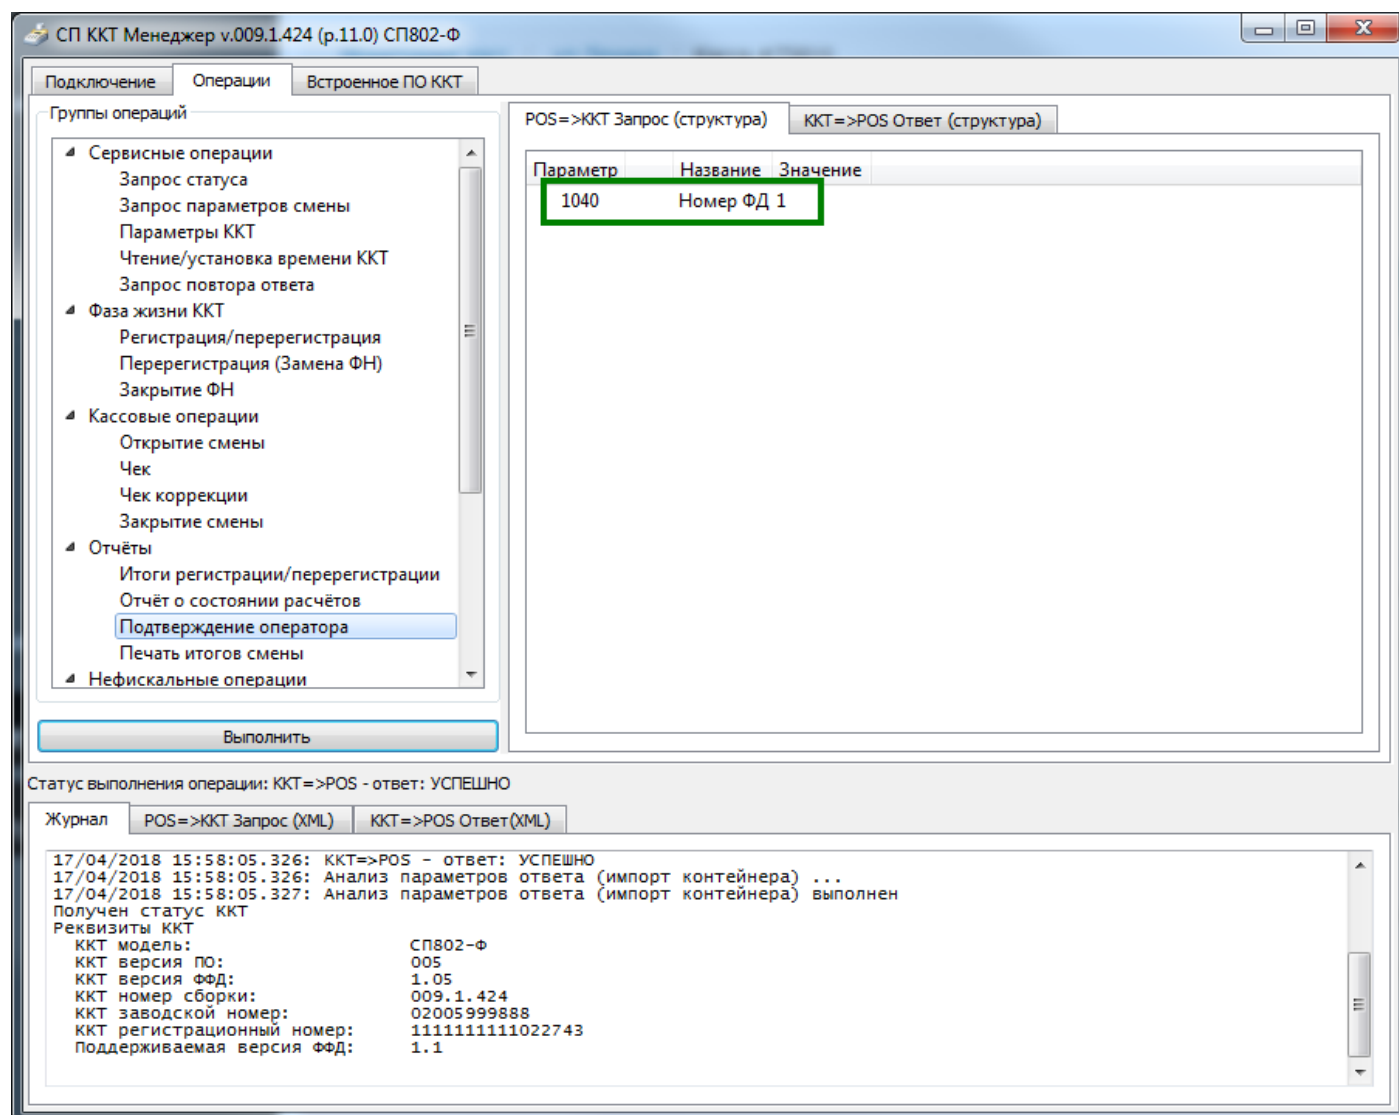 СП ККТ Менеджер v.009.1.424 (р.11.0) СП802-Ф
Подключение Операции Встроенное ПО ККТ
Группы операций
Сервисные операции
Запрос статуса
Запрос параметров смены
Параметры ККТ
Чтение/установка времени ККТ
Запрос повтора ответа
Фаза жизни ККТ
Регистрация/перерегистрация
Перерегистрация (Замена ФН)
Закрытие ФН
Кассовые операции
Открытие смены
Чек
Чек коррекции
Закрытие смены
Отчёты
Итоги регистрации/перерегистрации
Отчёт о состоянии расчётов
Подтверждение оператора
Печать итогов смены
Нефискальные операции
Выполнить
POS=>ККТ Запрос (структура) ККТ=>POS Ответ (структура)
Параметр Название Значение
1040 Номер ФД 1
Статус выполнения операции: ККТ=>POS - ответ: УСПЕШНО
Журнал POS=>ККТ Запрос (XML) ККТ=>POS Ответ(XML)
17/04/2018 15:58:05.326: ККТ=>POS - ответ: УСПЕШНО
17/04/2018 15:58:05.326: Анализ параметров ответа (импорт контейнера) ...
17/04/2018 15:58:05.327: Анализ параметров ответа (импорт контейнера) выполнен
Получен статус ККТ
Реквизиты ККТ
ККТ модель: СП802-Ф
ККТ версия ПО: 005
ККТ версия ФФД: 1.05
ККТ номер сборки: 009.1.424
ККТ заводской номер: 02005999888
ККТ регистрационный номер: 1111111111022743
Поддерживаемая версия ФФД: 1.1